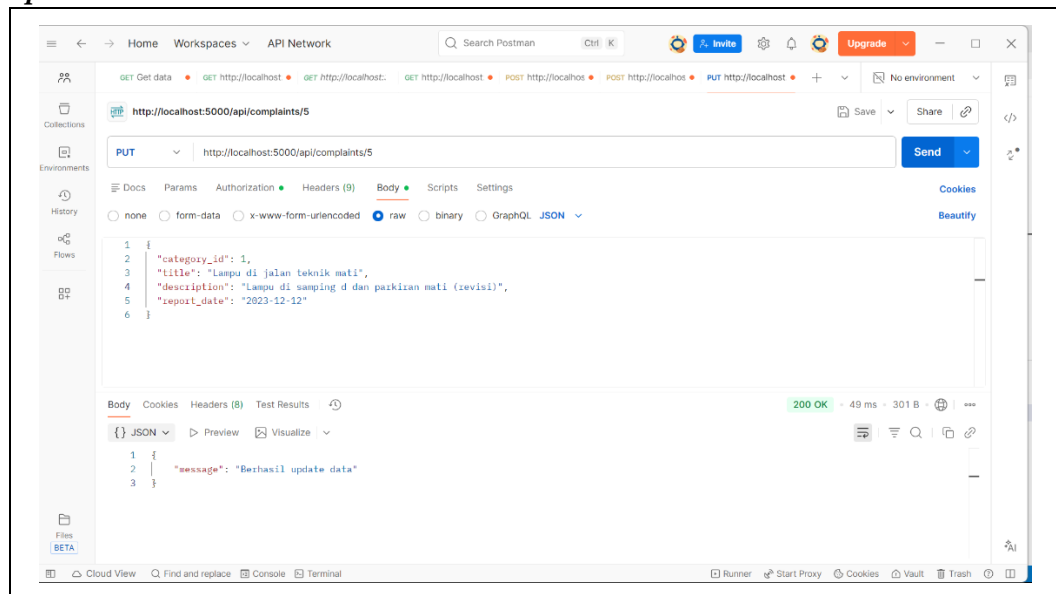 Home Workspaces API Network Search Postman Ctrl K Invite Upgrade
GET Get data GET http://localhost GET http://localhost: GET http://localhost POST http://localhos POST http://localhos PUT http://localhost No environment
HTTP http://localhost:5000/api/complaints/5 Save Share
Collections
PUT http://localhost:5000/api/complaints/5 Send
Environments
Docs Params Authorization Headers (9) Body Scripts Settings Cookies
History
none form-data x-www-form-urlencoded raw binary GraphQL JSON Beautify
Flows
1 {
2 "category_id": 1,
3 "title": "Lampu di jalan teknik mati",
4 "description": "Lampu di samping d dan parkiran mati (revisi)",
5 "report_date": "2023-12-12"
6 }
Body Cookies Headers (8) Test Results 200 OK 49 ms 301 B
{} JSON Preview Visualize
1 {
2 "message": "Berhasil update data"
3 }
Files
BETA
AI
Cloud View Find and replace Console Terminal Runner Start Proxy Cookies Vault Trash